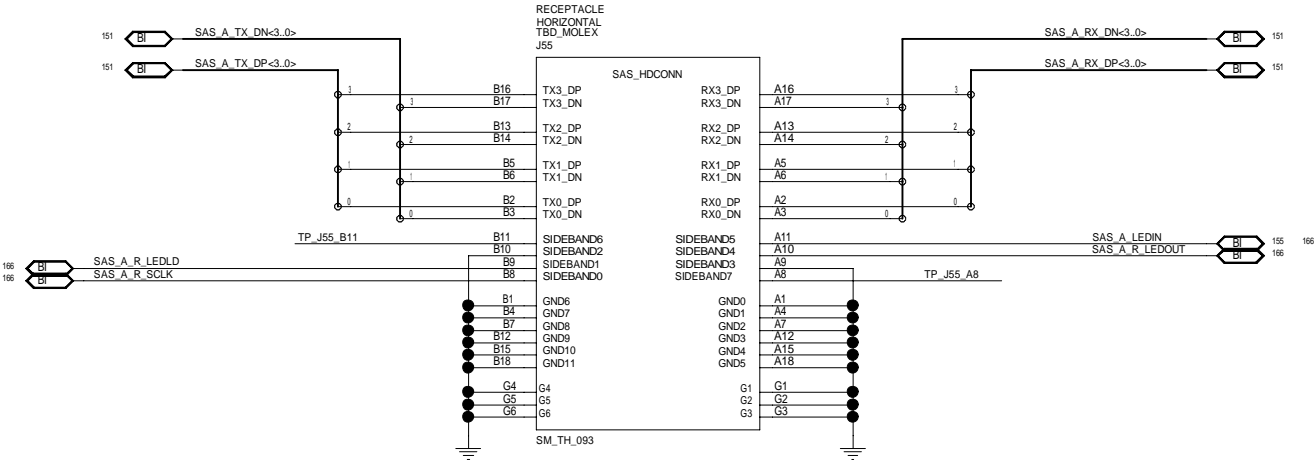 RECEPTACLE
HORIZONTAL
TBD_MOLEX
J55
151 BI SAS_A_TX_DN<3..0>
151 BI SAS_A_TX_DP<3..0>
SAS_A_RX_DN<3..0> BI 151
SAS_A_RX_DP<3..0> BI 151
SAS_HDCONN
3 B16 TX3_DP RX3_DP A16 3
3 B17 TX3_DN RX3_DN A17 3
2 B13 TX2_DP RX2_DP A13 2
2 B14 TX2_DN RX2_DN A14 2
1 B5 TX1_DP RX1_DP A5 1
1 B6 TX1_DN RX1_DN A6 1
0 B2 TX0_DP RX0_DP A2 0
0 B3 TX0_DN RX0_DN A3 0
TP_J55_B11 B11 SIDEBAND6 SIDEBAND5 A11 SAS_A_LEDIN BI 155 166
B10 SIDEBAND2 SIDEBAND4 A10 SAS_A_R_LEDOUT BI 166
166 BI SAS_A_R_LEDLD B9 SIDEBAND1 SIDEBAND3 A9
166 BI SAS_A_R_SCLK B8 SIDEBAND0 SIDEBAND7 A8 TP_J55_A8
B1 GND6 GND0 A1
B4 GND7 GND1 A4
B7 GND8 GND2 A7
B12 GND9 GND3 A12
B15 GND10 GND4 A15
B18 GND11 GND5 A18
G4 G4 G1 G1
G5 G5 G2 G2
G6 G6 G3 G3
SM_TH_093